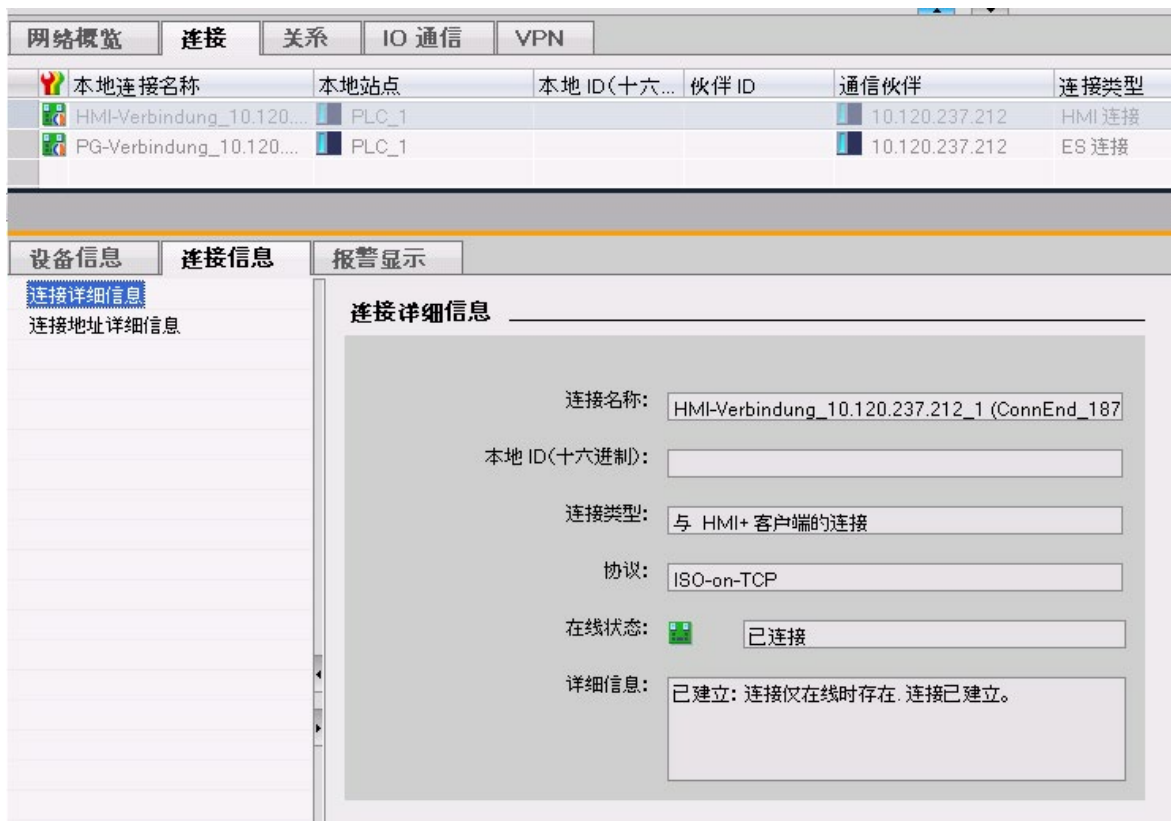 网络概览 连接 关系 IO 通信 VPN
本地连接名称 本地站点 本地 ID(十六... 伙伴 ID 通信伙伴 连接类型
HMI-Verbindung_10.120.... PLC_1 10.120.237.212 HMI 连接
PG-Verbindung_10.120.... PLC_1 10.120.237.212 ES 连接
设备信息 连接信息 报警显示
连接详细信息
连接地址详细信息
连接详细信息
连接名称: HMI-Verbindung_10.120.237.212_1 (ConnEnd_187
本地 ID(十六进制):
连接类型: 与 HMI+ 客户端的连接
协议: ISO-on-TCP
在线状态: 已连接
详细信息: 已建立: 连接仅在线时存在. 连接已建立。